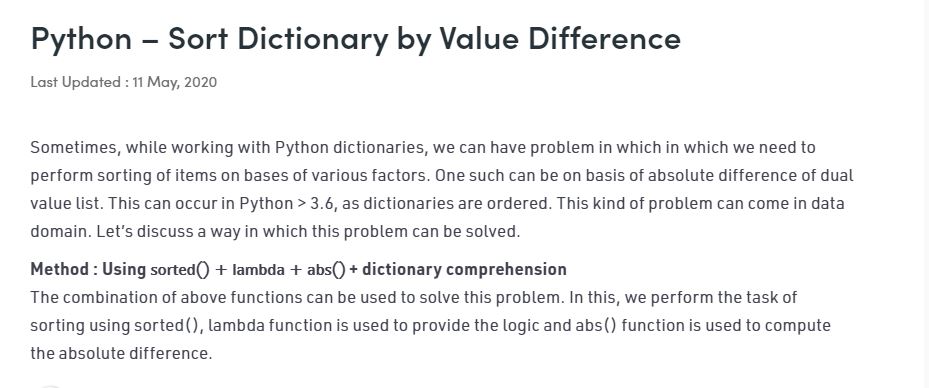 Python – Sort Dictionary by Value Difference
Last Updated : 11 May, 2020
Sometimes, while working with Python dictionaries, we can have problem in which in which we need to
perform sorting of items on bases of various factors. One such can be on basis of absolute difference of dual
value list. This can occur in Python > 3.6, as dictionaries are ordered. This kind of problem can come in data
domain. Let’s discuss a way in which this problem can be solved.
Method : Using sorted() + lambda + abs() + dictionary comprehension
The combination of above functions can be used to solve this problem. In this, we perform the task of
sorting using sorted(), lambda function is used to provide the logic and abs() function is used to compute
the absolute difference.